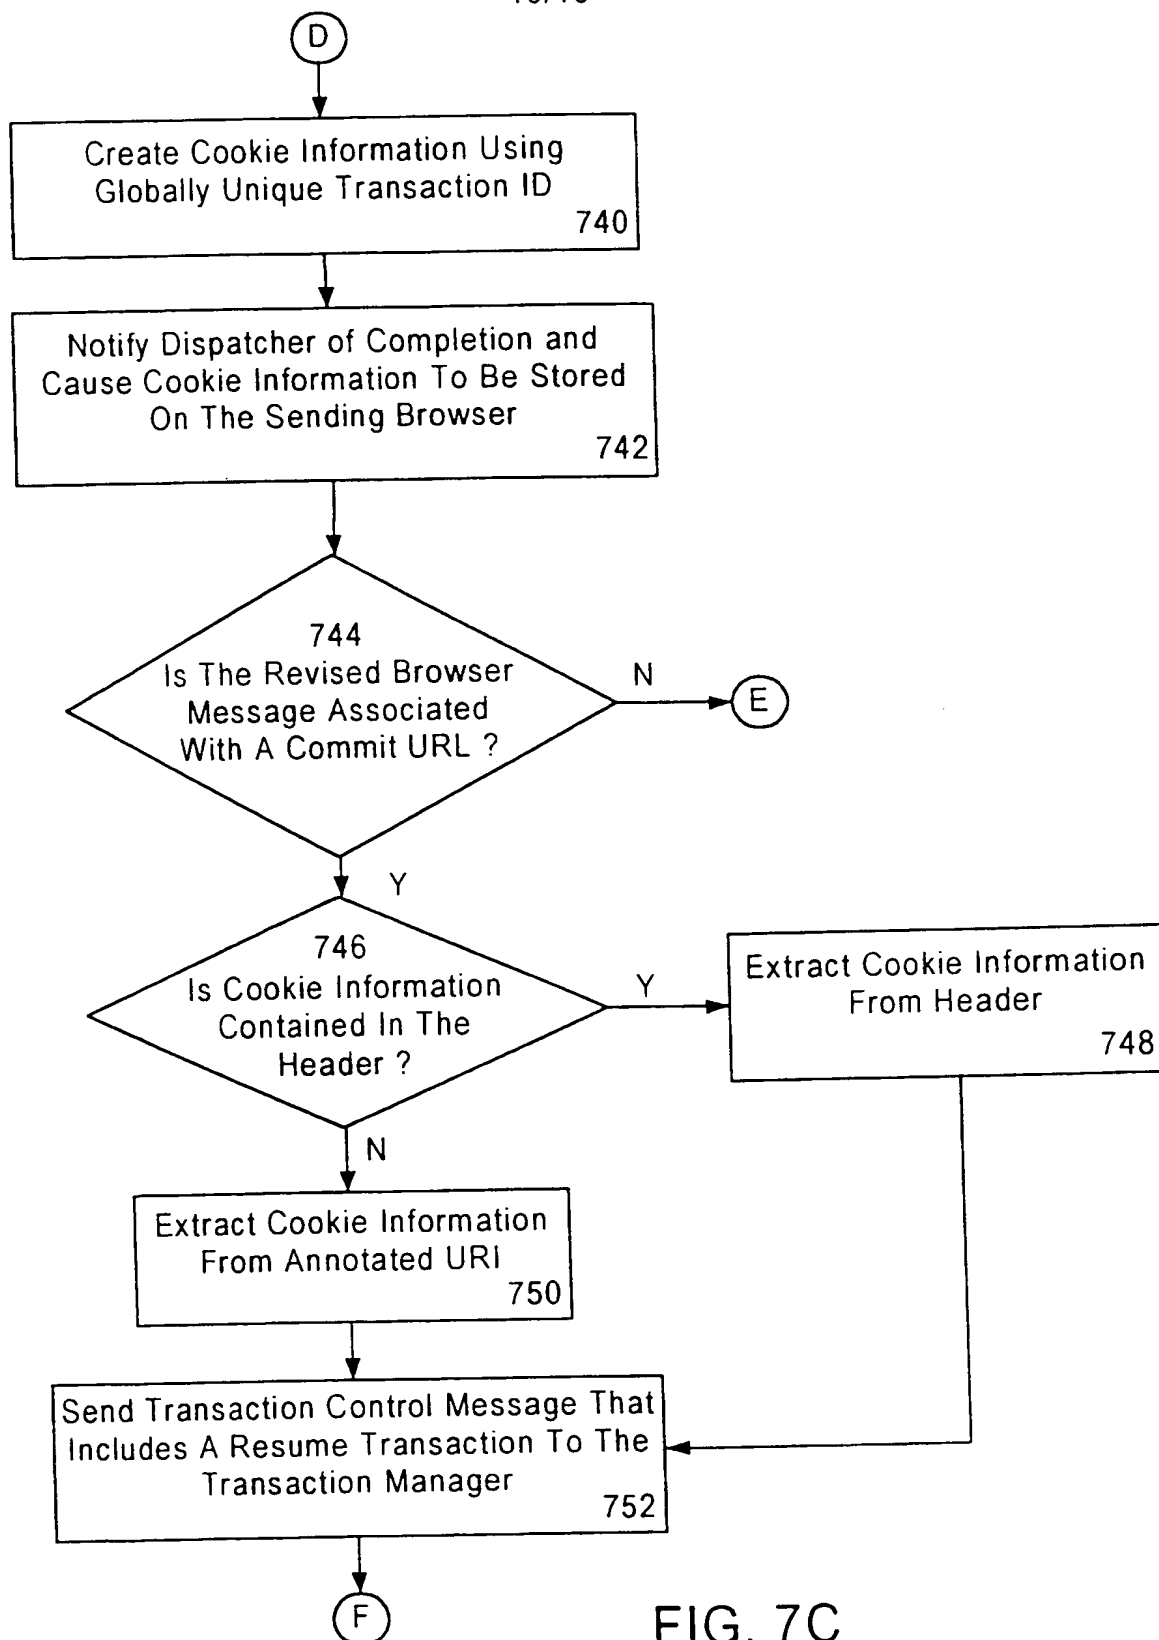 D
Create Cookie Information Using
Globally Unique Transaction ID
740
Notify Dispatcher of Completion and
Cause Cookie Information To Be Stored
On The Sending Browser
742
744
Is The Revised Browser
Message Associated
With A Commit URL ?
N
E
Y
746
Is Cookie Information
Contained In The
Header ?
Y
Extract Cookie Information
From Header
748
N
Extract Cookie Information
From Annotated URI
750
Send Transaction Control Message That
Includes A Resume Transaction To The
Transaction Manager
752
F
FIG. 7C